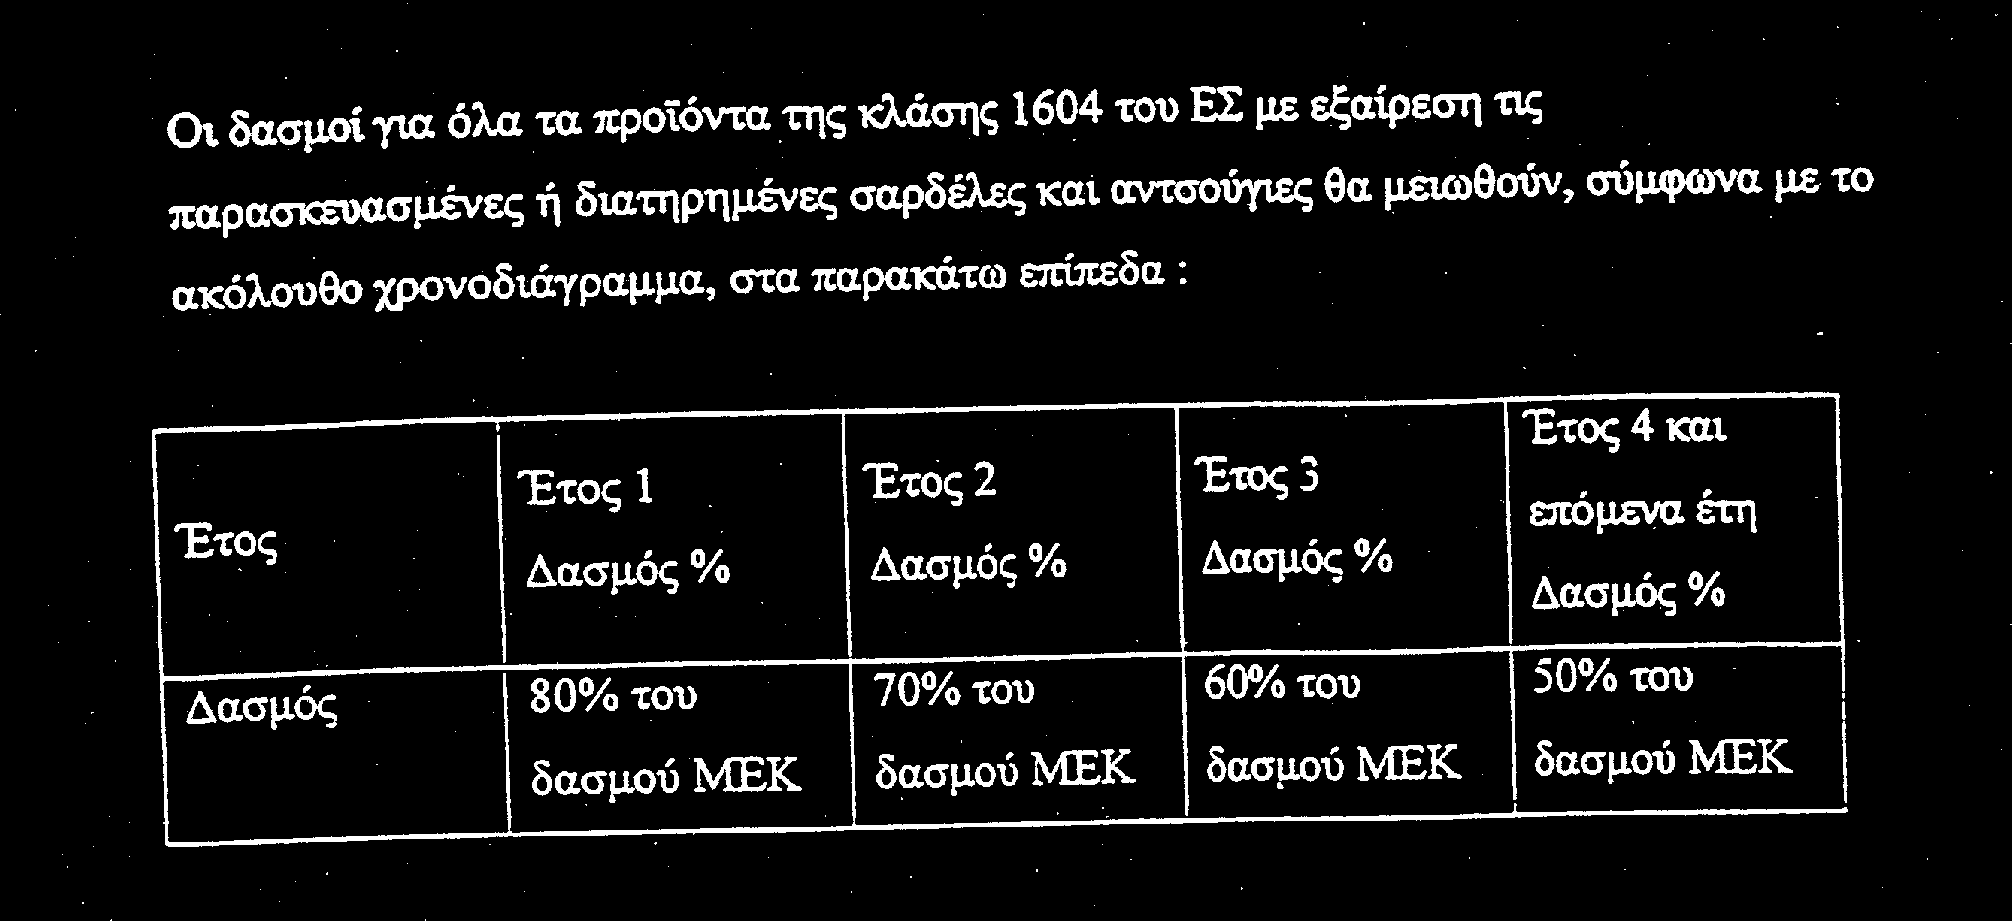 Οι δασμοί για όλα τα προϊόντα της κλάσης 1604 του ΕΣ με εξαίρεση τις
παρασκευασμένες ή διατηρημένες σαρδέλες και αντσούγιες θα μειωθούν, σύμφωνα με το
ακόλουθο χρονοδιάγραμμα, στα παρακάτω επίπεδα :
Έτος
Έτος 1
Δασμός %
Έτος 2
Δασμός %
Έτος 3
Δασμός %
Έτος 4 και
επόμενα έτη
Δασμός %
Δασμός
80% του
δασμού ΜΕΚ
70% του
δασμού ΜΕΚ
60% του
δασμού ΜΕΚ
50% του
δασμού ΜΕΚ